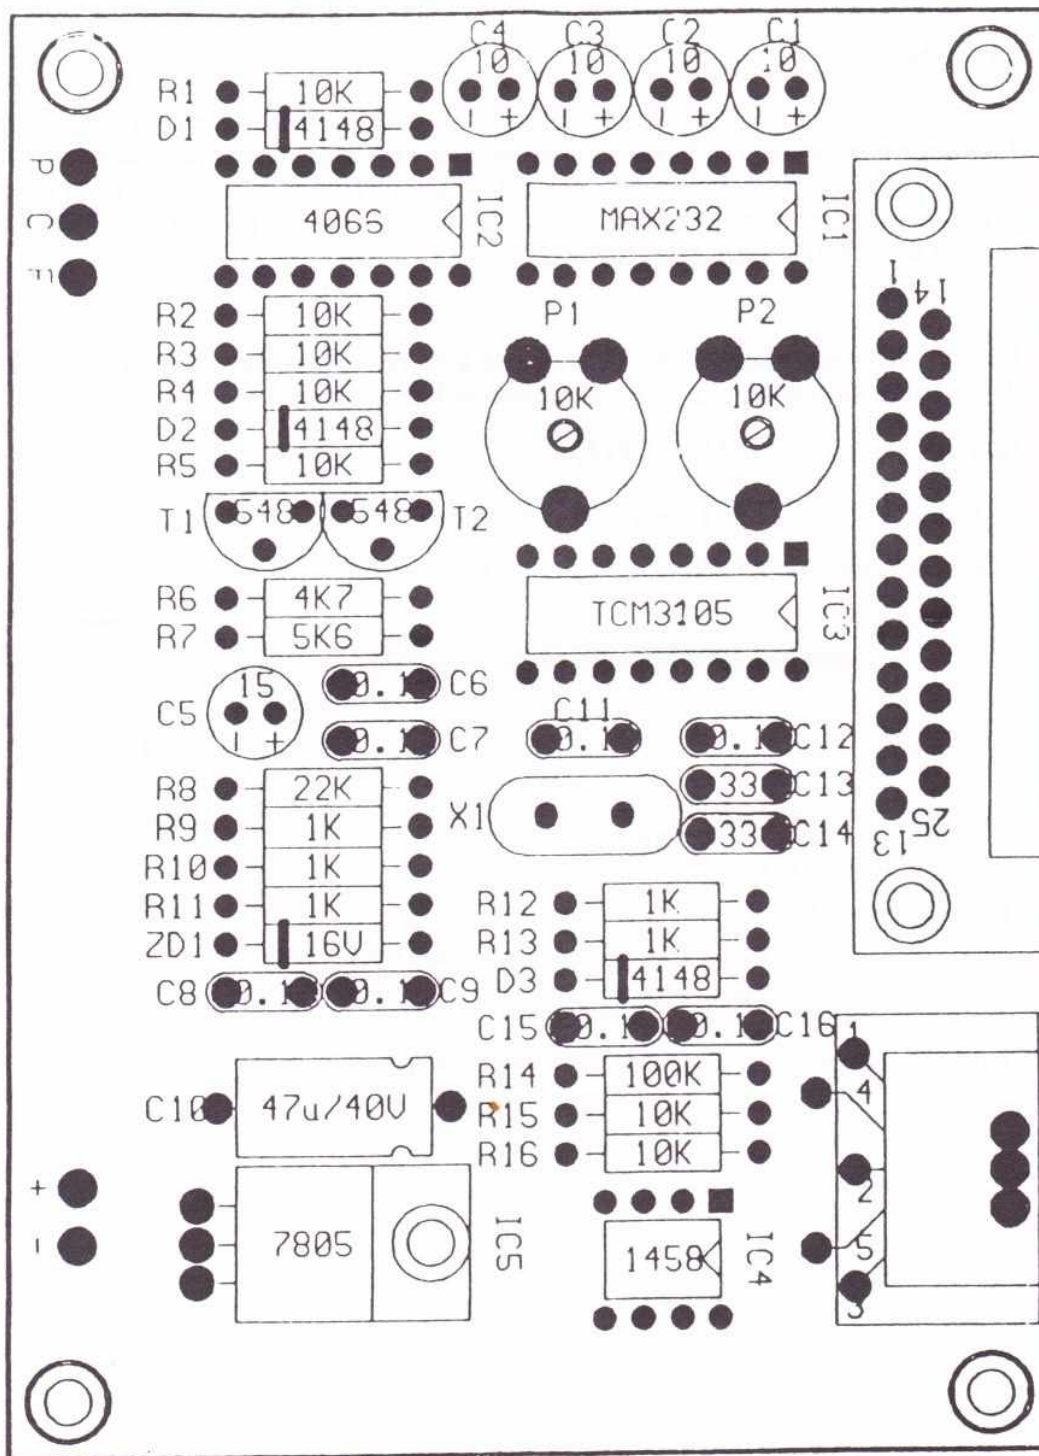 C4 C3 C2 C1
10 10 10 10
- + - + - + - +
R1 10K
D1 4148
P
C
4066 IC2
MAX232 IC1
1 14
R2 10K
R3 10K
R4 10K
D2 4148
R5 10K
P1 P2
10K 10K
T1 548 548 T2
R6 4K7
R7 5K6
TCM3105 IC3
C5 15
- +
0.1 C6
0.1 C7
C11
0.1
0.1 C12
33 C13
33 C14
X1
13 25
R8 22K
R9 1K
R10 1K
R11 1K
ZD1 16V
C8 0.1 0.1 C9
R12 1K
R13 1K
D3 4148
C15 0.1 0.1 C16
R14 100K
R15 10K
R16 10K
C10 47u/40V
+
-
7805 IC5
1458 IC4
1
4
2
5
3